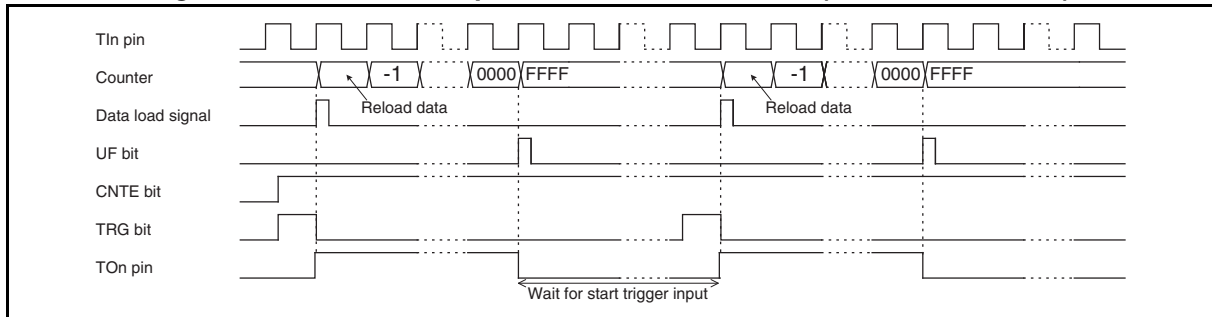 TIn pin
Counter -1 0000 FFFF -1 0000 FFFF
Reload data Reload data
Data load signal
UF bit
CNTE bit
TRG bit
TOn pin
Wait for start trigger input